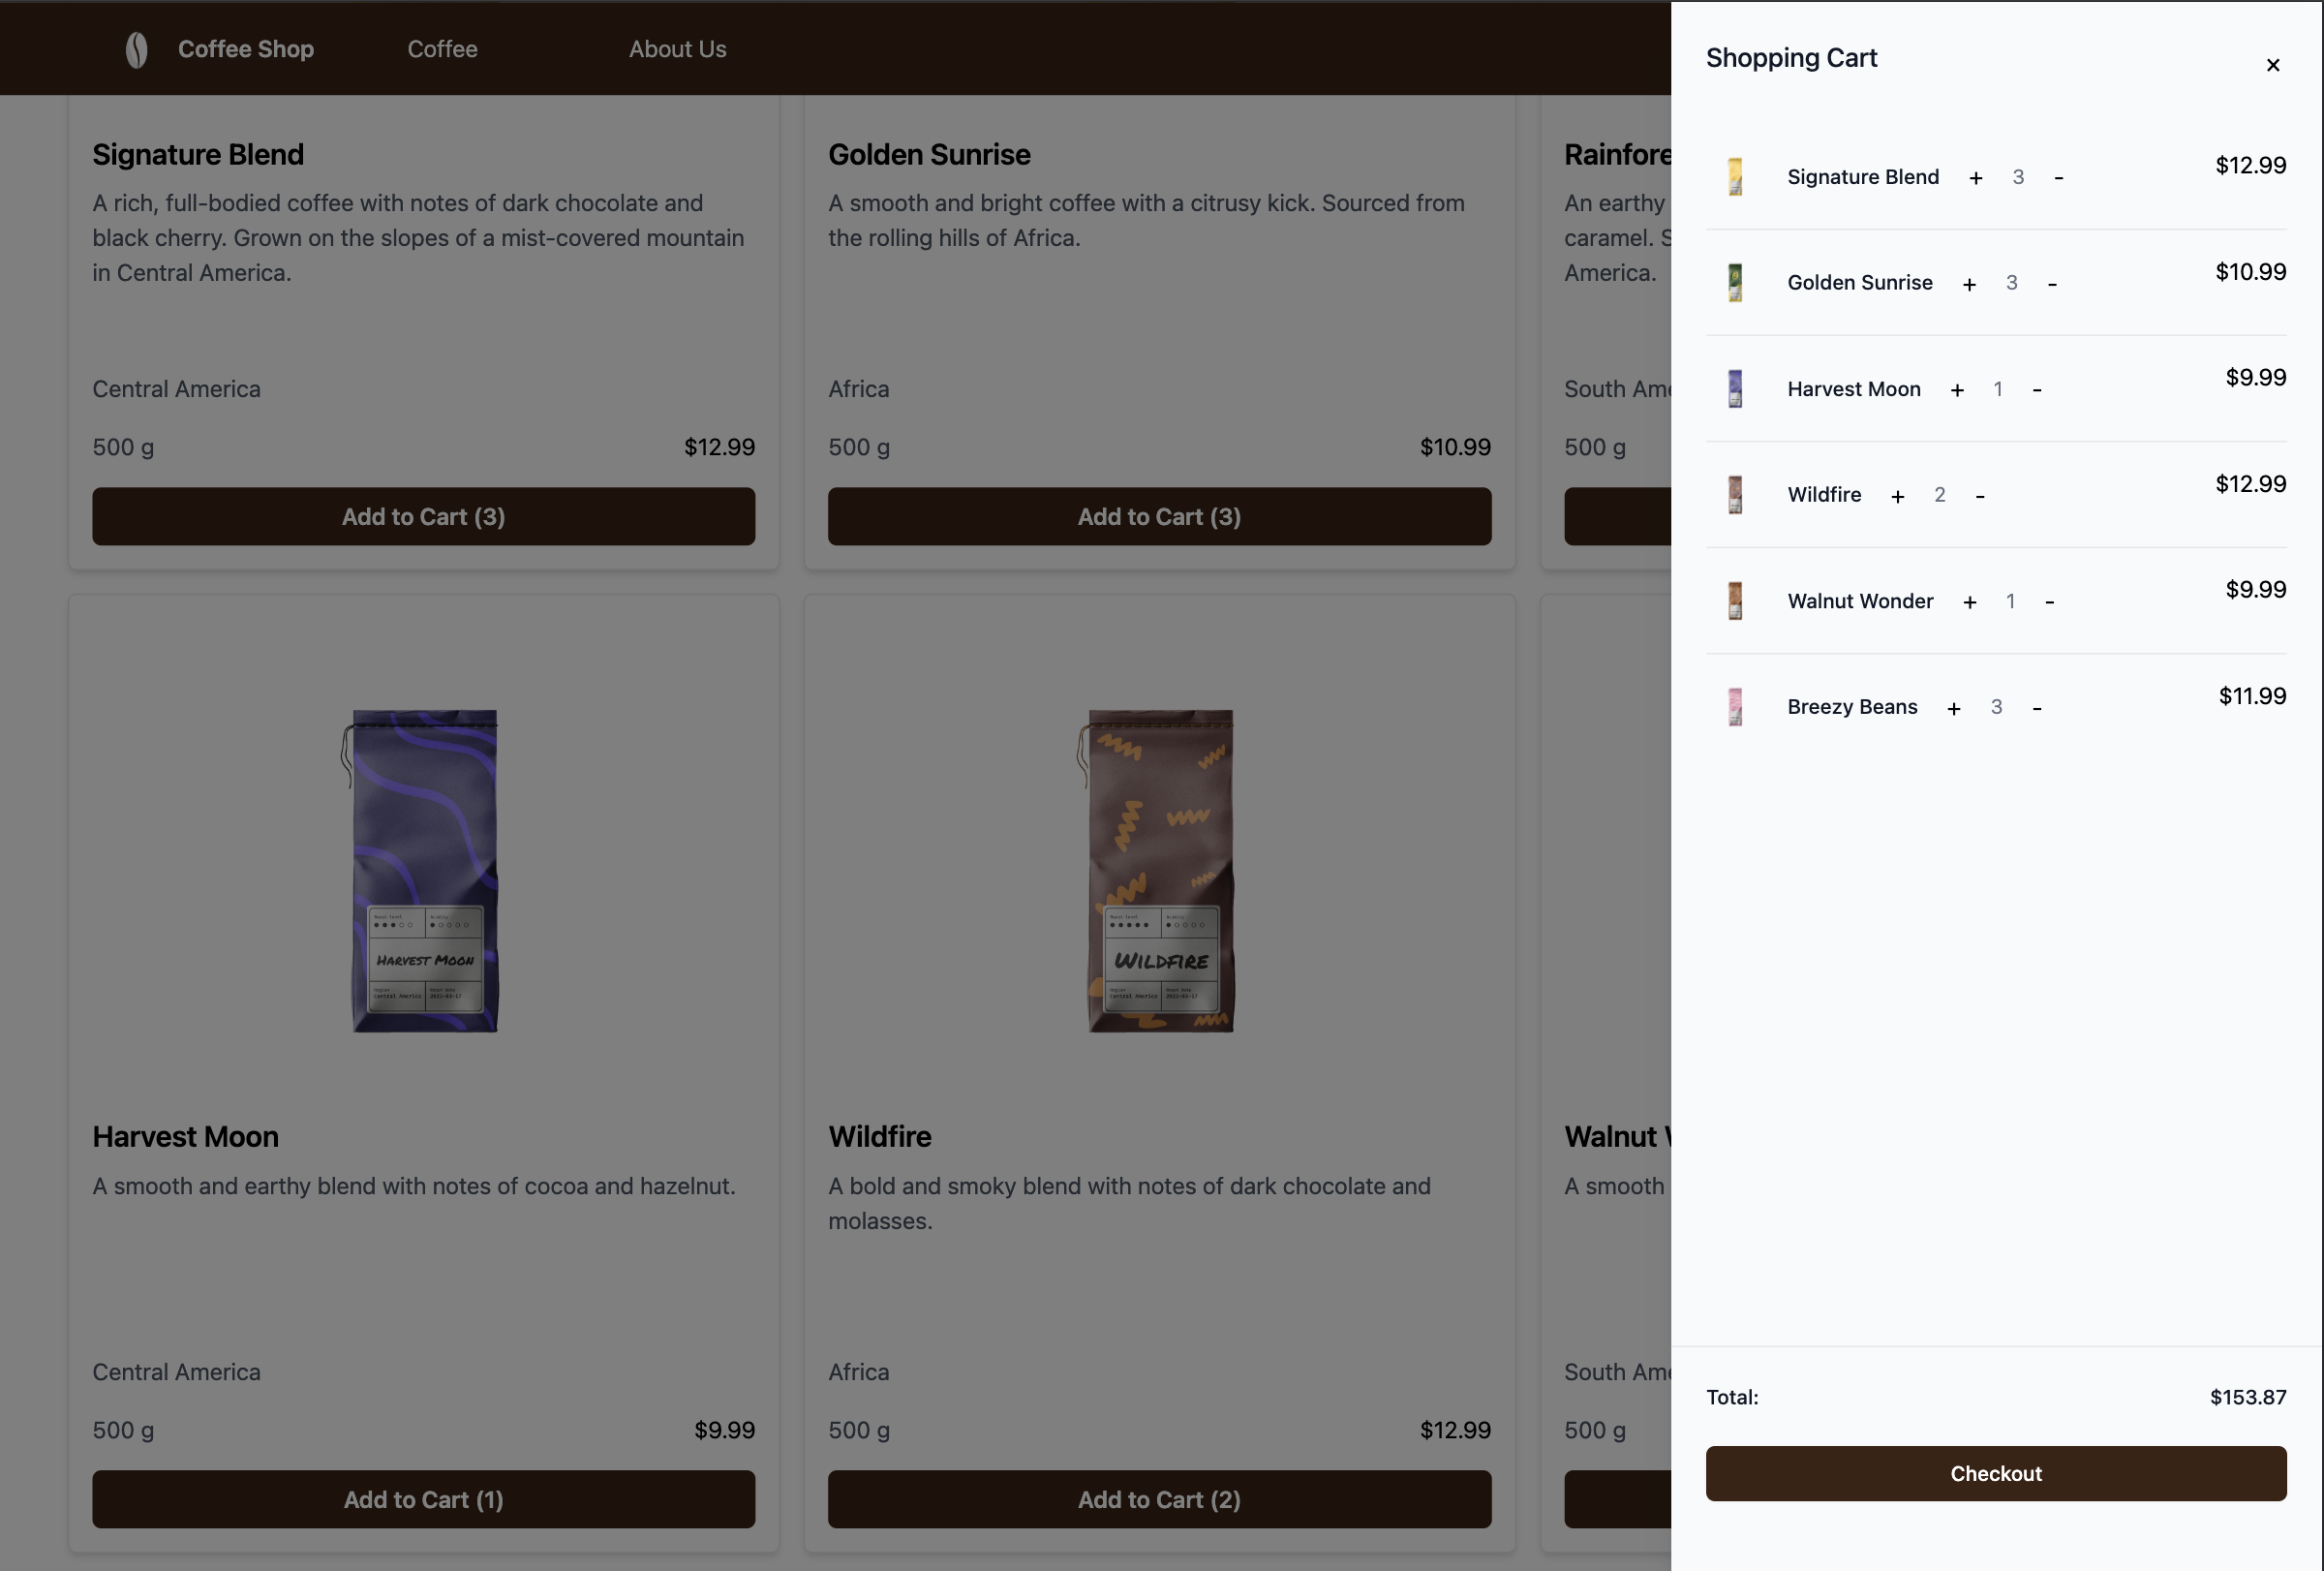 Coffee Shop
Coffee
About Us
Signature Blend
A rich, full-bodied coffee with notes of dark chocolate and
black cherry. Grown on the slopes of a mist-covered mountain
in Central America.
Central America
500 g
$12.99
Add to Cart (3)
Golden Sunrise
A smooth and bright coffee with a citrusy kick. Sourced from
the rolling hills of Africa.
Africa
500 g
$10.99
Add to Cart (3)
An earthy
caramel.
America.
South
500 g
HARVEST MOON
Central America
Harvest Moon
A smooth and earthy blend with notes of cocoa and hazelnut.
Central America
500 g
$9.99
Add to Cart (1)
WILDFIRE
Central America
Wildfire
A bold and smoky blend with notes of dark chocolate and
molasses.
Africa
500 g
$12.99
Add to Cart (2)
Walnut
A smooth
South
500 g
Shopping Cart
×
Signature Blend + 3 - $12.99
Golden Sunrise + 3 - $10.99
Harvest Moon + 1 - $9.99
Wildfire + 2 - $12.99
Walnut Wonder + 1 - $9.99
Breezy Beans + 3 - $11.99
Total: $153.87
Checkout